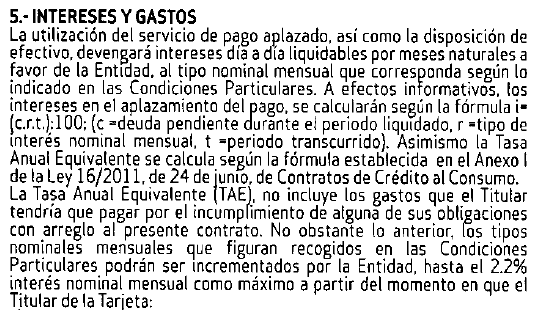 5.- INTERESES Y GASTOS
La utilización del servicio de pago aplazado, así como la disposición de
efectivo, devengará intereses día a día liquidables por meses naturales a
favor de la Entidad, al tipo nominal mensual que corresponda según lo
indicado en las Condiciones Particulares. A efectos informativos, los
intereses en el aplazamiento del pago, se calcularán según la fórmula i=
(c.r.t.):100; (c =deuda pendiente durante el periodo liquidado, r =tipo de
interés nominal mensual, t =periodo transcurrido). Asimismo la Tasa
Anual Equivalente se calcula según la fórmula establecida en el Anexo I
de la Ley 16/2011, de 24 de junio, de Contratos de Crédito al Consumo.
La Tasa Anual Equivalente (TAE), no incluye los gastos que el Titular
tendría que pagar por el incumplimiento de alguna de sus obligaciones
con arreglo al presente contrato. No obstante lo anterior, los tipos
nominales mensuales que figuran recogidos en las Condiciones
Particulares podrán ser incrementados por la Entidad, hasta el 2.2%
interés nominal mensual como máximo a partir del momento en que el
Titular de la Tarjeta: